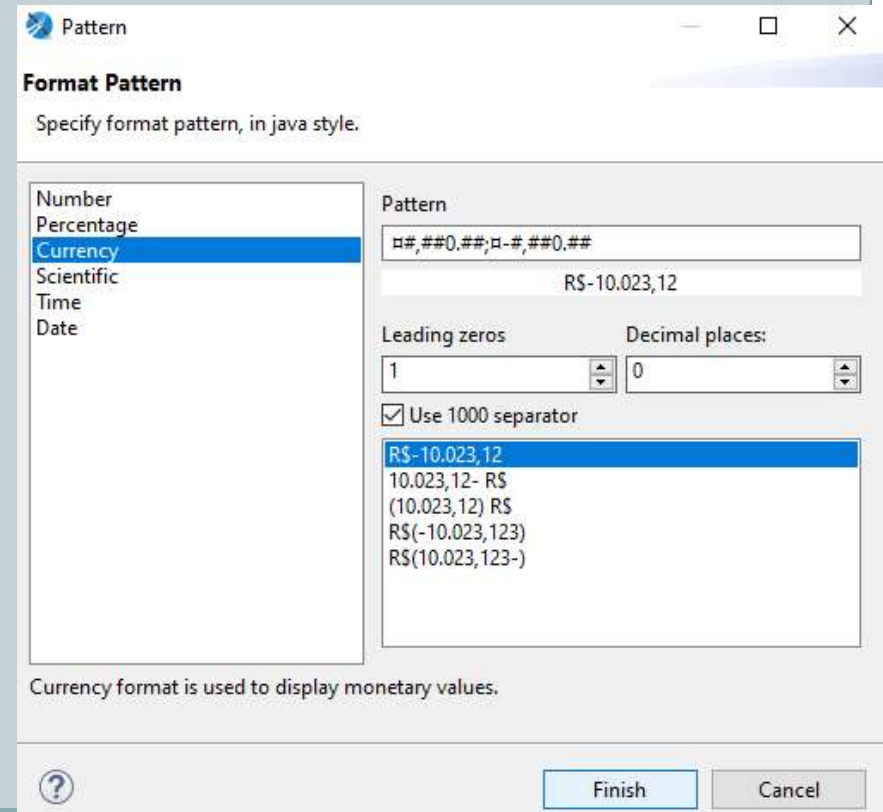 Pattern
Format Pattern
Specify format pattern, in java style.
Number
Percentage
Currency
Scientific
Time
Date
Pattern
¤#,##0.##;¤-#,##0.##
R$-10.023,12
Leading zeros
Decimal places:
1
0
Use 1000 separator
R$-10.023,12
10.023,12- R$
(10.023,12) R$
R$(-10.023,123)
R$(10.023,123-)
Currency format is used to display monetary values.
?
Finish
Cancel